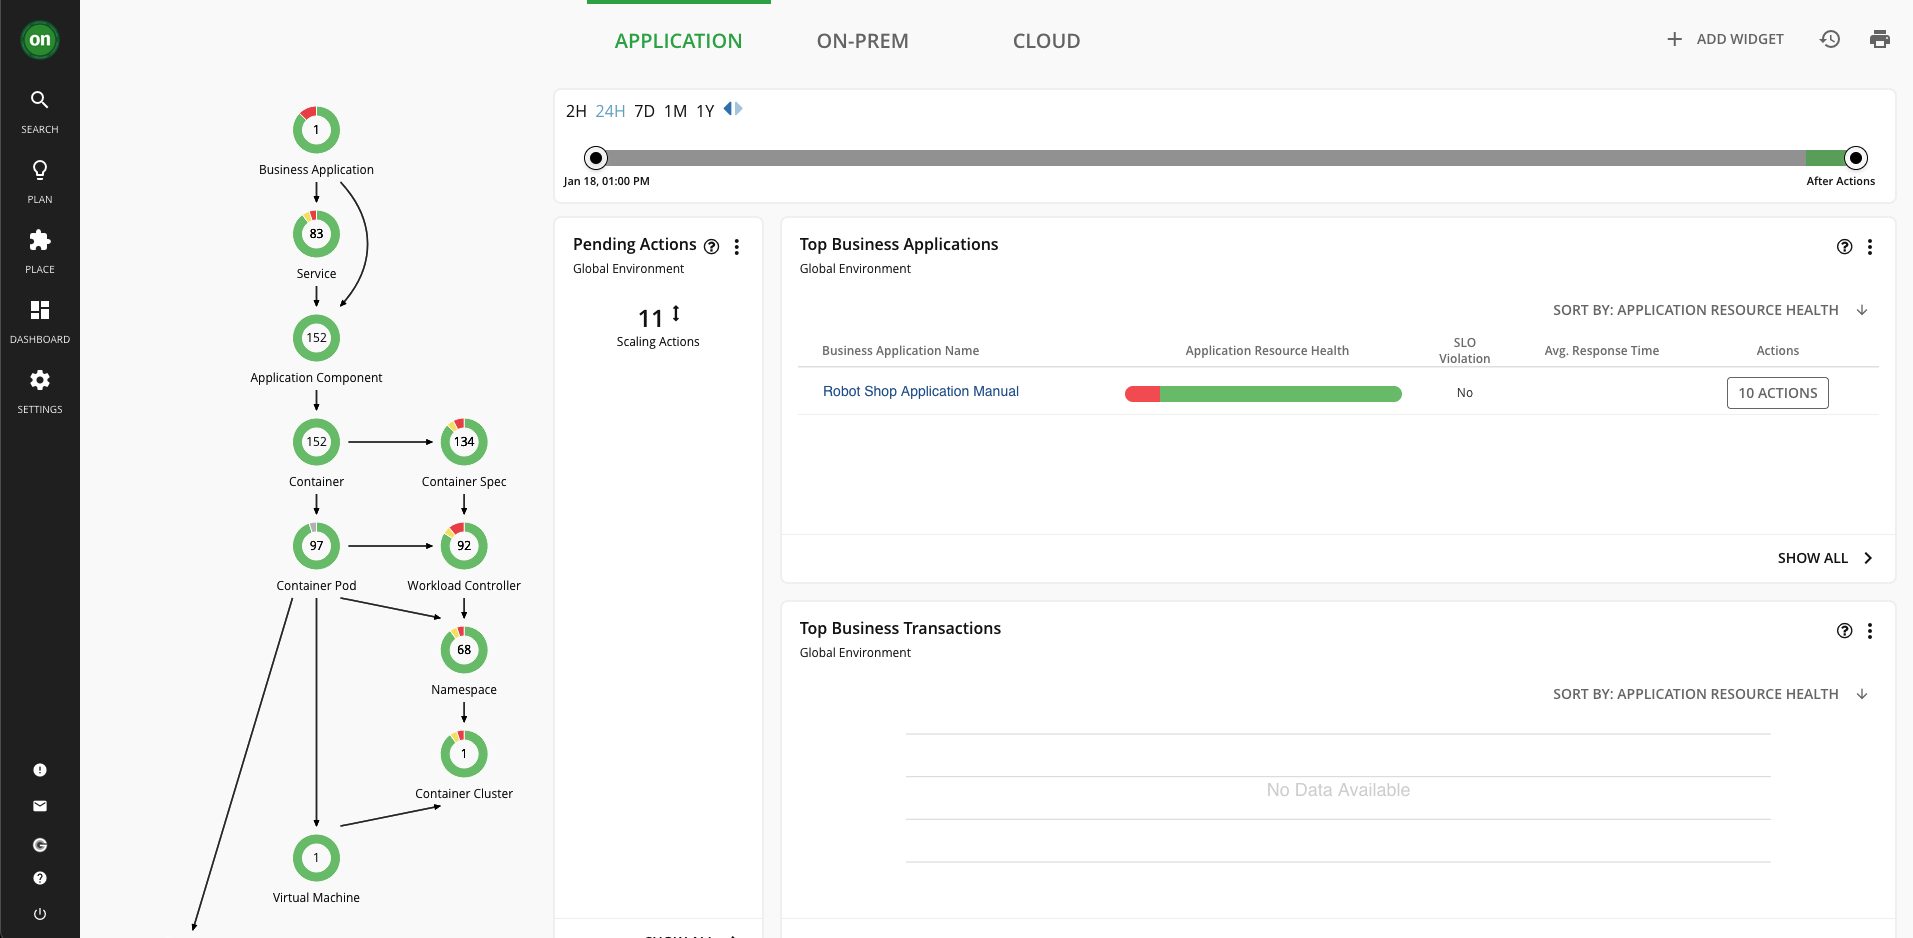 on
SEARCH
PLAN
PLACE
DASHBOARD
SETTINGS
APPLICATION ON-PREM CLOUD
+ ADD WIDGET
1
Business Application
83
Service
152
Application Component
152
Container
134
Container Spec
97
Container Pod
92
Workload Controller
68
Namespace
1
Container Cluster
1
Virtual Machine
2H 24H 7D 1M 1Y
Jan 18, 01:00 PM
After Actions
Pending Actions
Global Environment
11
Scaling Actions
Top Business Applications
Global Environment
SORT BY: APPLICATION RESOURCE HEALTH
Business Application Name Application Resource Health SLO Violation Avg. Response Time Actions
Robot Shop Application Manual No 10 ACTIONS
SHOW ALL
Top Business Transactions
Global Environment
SORT BY: APPLICATION RESOURCE HEALTH
No Data Available